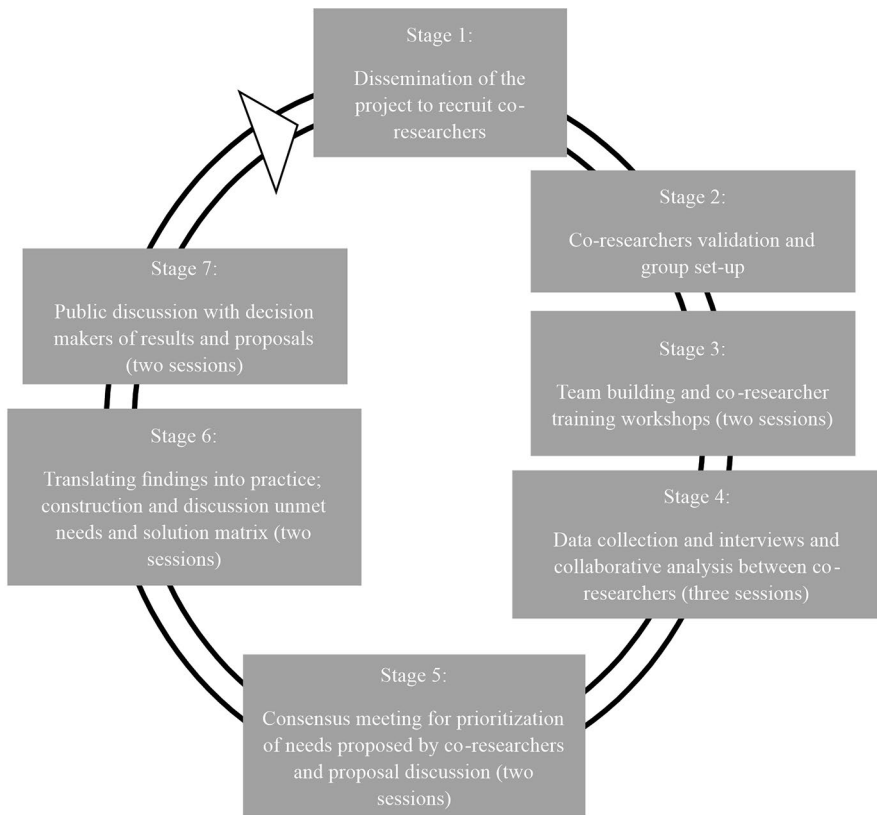 Stage 1:
Dissemination of the
project to recruit co-
researchers
Stage 2:
Co-researchers validation and
group set-up
Stage 3:
Team building and co-researcher
training workshops (two sessions)
Stage 4:
Data collection and interviews and
collaborative analysis between co-
researchers (three sessions)
Stage 5:
Consensus meeting for prioritization
of needs proposed by co-researchers
and proposal discussion (two
sessions)
Stage 6:
Translating findings into practice;
construction and discussion unmet
needs and solution matrix (two
sessions)
Stage 7:
Public discussion with decision
makers of results and proposals
(two sessions)